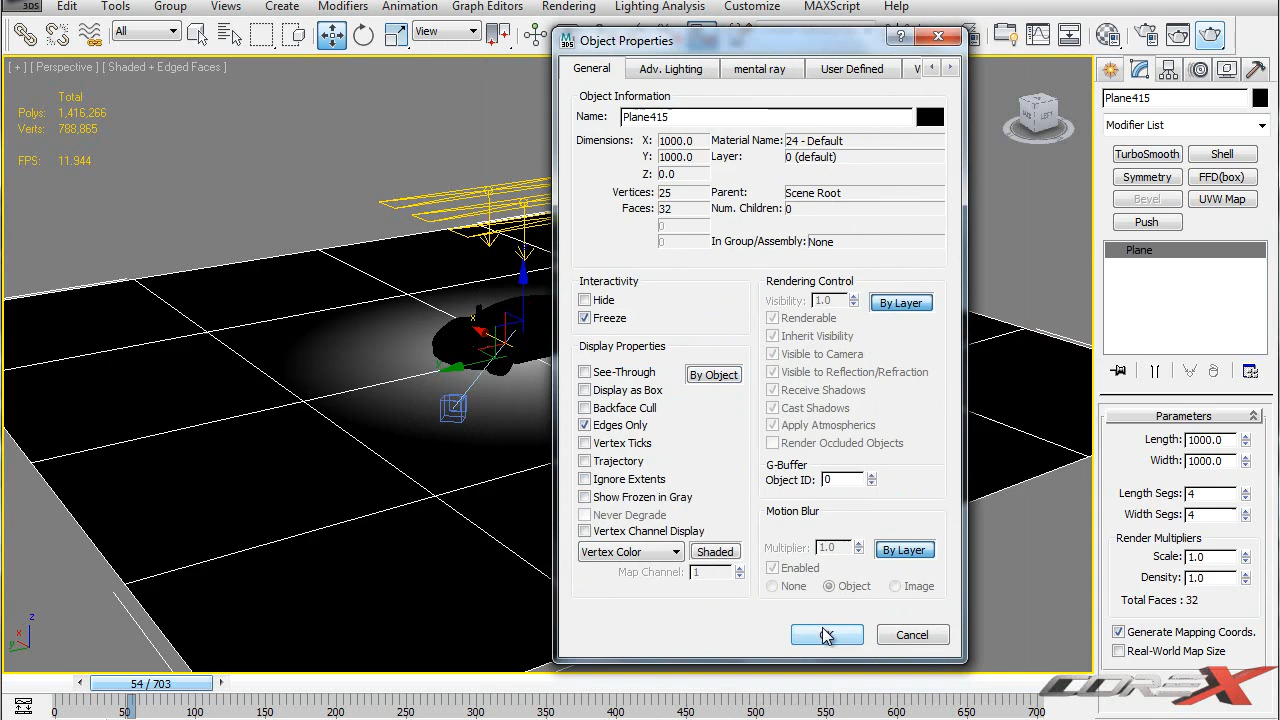 Edit Tools Group Views Create Modifiers Animation Graph Editors Rendering Lighting Analysis Customize MAXScript Help
All
View
[ + ] [ Perspective ] [ Shaded + Edged Faces ]
Total
Polys: 1,416,266
Verts: 788,865
FPS: 11.944
Object Properties
General Adv. Lighting mental ray User Defined
Object Information
Name: Plane415
Dimensions: X: 1000.0 Material Name: 24 - Default
Y: 1000.0 Layer: 0 (default)
Z: 0.0
Vertices: 25 Parent: Scene Root
Faces: 32 Num. Children: 0
0
0 In Group/Assembly: None
Interactivity
Hide
Freeze
Display Properties
See-Through By Object
Display as Box
Backface Cull
Edges Only
Vertex Ticks
Trajectory
Ignore Extents
Show Frozen in Gray
Never Degrade
Vertex Channel Display
Vertex Color Shaded
Map Channel: 1
Rendering Control
Visibility: 1.0 By Layer
Renderable
Inherit Visibility
Visible to Camera
Visible to Reflection/Refraction
Receive Shadows
Cast Shadows
Apply Atmospherics
Render Occluded Objects
G-Buffer
Object ID: 0
Motion Blur
Multiplier: 1.0 By Layer
Enabled
None Object Image
Cancel
LEFT
Plane415
Modifier List
TurboSmooth Shell
Symmetry FFD(box)
Bevel UVW Map
Push
Plane
Parameters
Length: 1000.0
Width: 1000.0
Length Segs: 4
Width Segs: 4
Render Multipliers
Scale: 1.0
Density: 1.0
Total Faces : 32
Generate Mapping Coords.
Real-World Map Size
z
x
y
54 / 703
0 50 100 150 200 250 300 350 400 450 500 550 600 650 700
COREX